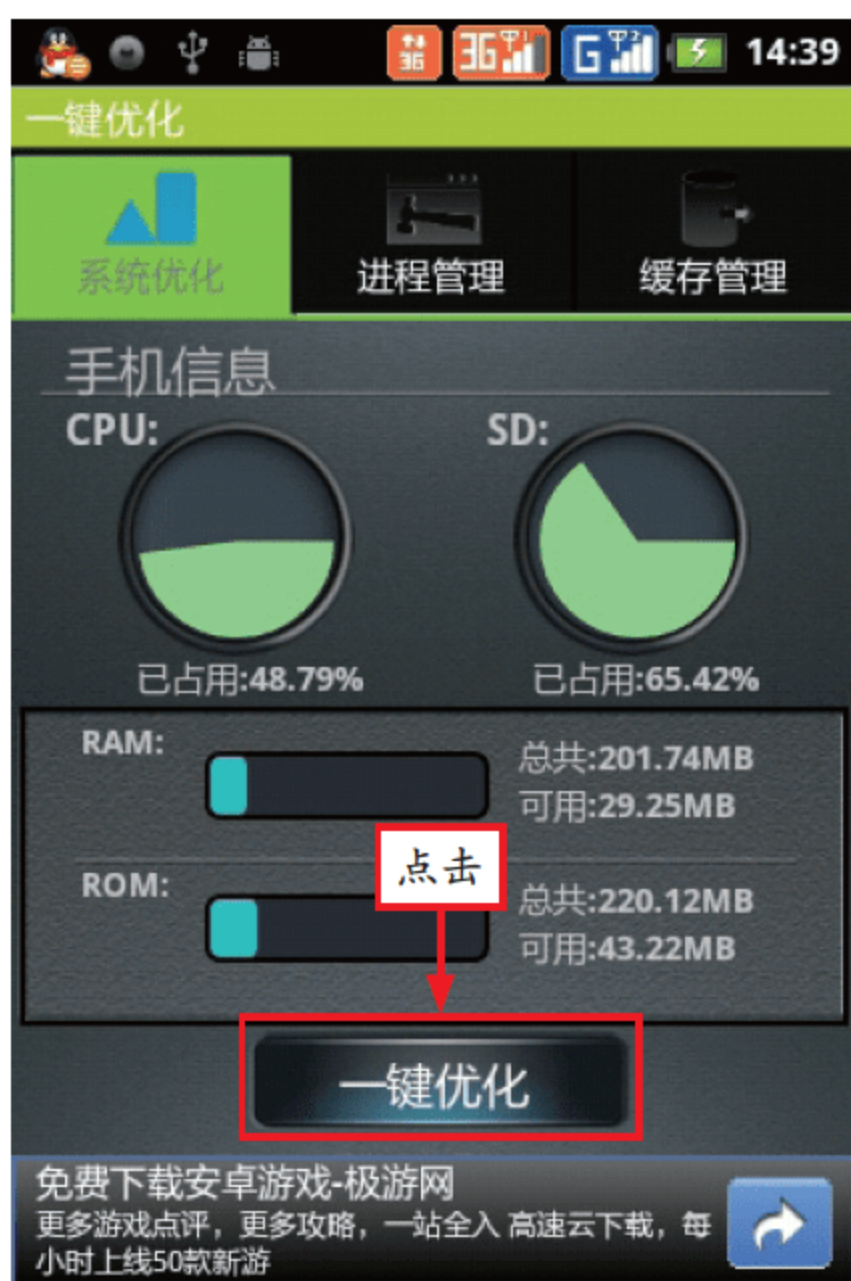 3G
3G
G
14:39
一键优化
系统优化
进程管理
缓存管理
手机信息
CPU:
SD:
已占用:48.79%
已占用:65.42%
RAM:
总共:201.74MB
可用:29.25MB
点击
ROM:
总共:220.12MB
可用:43.22MB
一键优化
免费下载安卓游戏-极游网
更多游戏点评，更多攻略，一站全入 高速云下载，每
小时上线50款新游